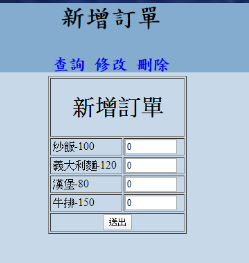 新增訂單
查詢 修改 刪除
新增訂單
炒飯-100 0
義大利麵-120 0
漢堡-80 0
牛排-150 0
送出